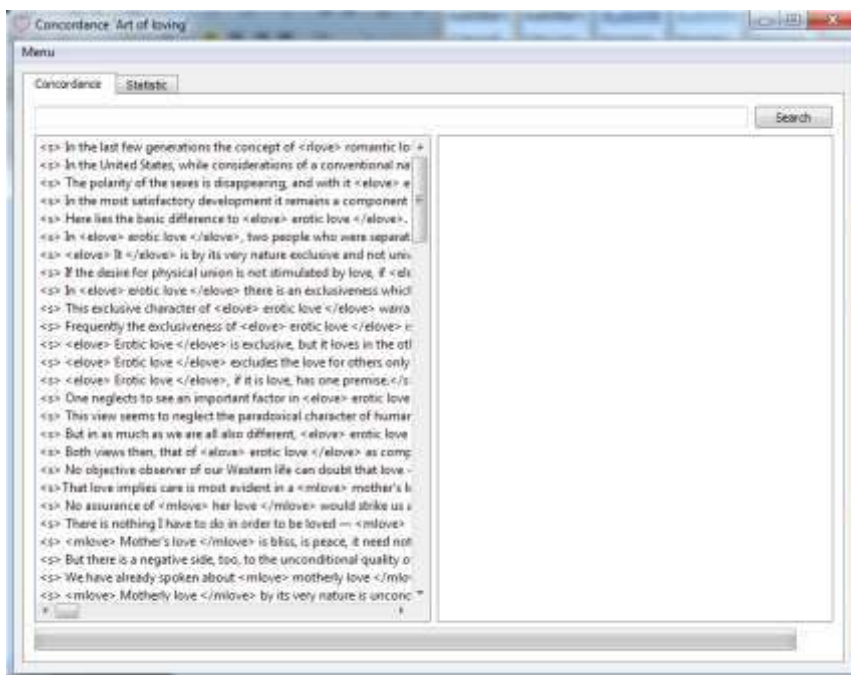 Concordance 'Art of loving'
Menu
Concordance
Statistic
Search
<s> In the last few generations the concept of <rlove> romantic lo
<s> In the United States, while considerations of a conventional na
<s> The polarity of the sexes is disappearing, and with it <elove> e
<s> In the most satisfactory development it remains a component
<s> Here lies the basic difference to <elove> erotic love </elove>.
<s> In <elove> erotic love </elove>, two people who were separat
<s> <elove> It </elove> is by its very nature exclusive and not univ
<s> If the desire for physical union is not stimulated by love, if <elo
<s> In <elove> erotic love </elove> there is an exclusiveness which
<s> This exclusive character of <elove> erotic love </elove> warra
<s> Frequently the exclusiveness of <elove> erotic love </elove> is
<s> <elove> Erotic love </elove> is exclusive, but it loves in the oth
<s> <elove> Erotic love </elove> excludes the love for others only
<s> <elove> Erotic love </elove>, if it is love, has one premise.</s
<s> One neglects to see an important factor in <elove> erotic love
<s> This view seems to neglect the paradoxical character of humar
<s> But in as much as we are all also different, <elove> erotic love
<s> Both views then, that of <elove> erotic love </elove> as comp
<s> No objective observer of our Western life can doubt that love -
<s>That love implies care is most evident in a <mlove> mother's lo
<s> No assurance of <mlove> her love </mlove> would strike us a
<s> There is nothing I have to do in order to be loved — <mlove>
<s> <mlove> Mother's love </mlove> is bliss, is peace, it need not
<s> But there is a negative side, too, to the unconditional quality o
<s> We have already spoken about <mlove> motherly love </mlov
<s> <mlove> Motherly love </mlove> by its very nature is uncond